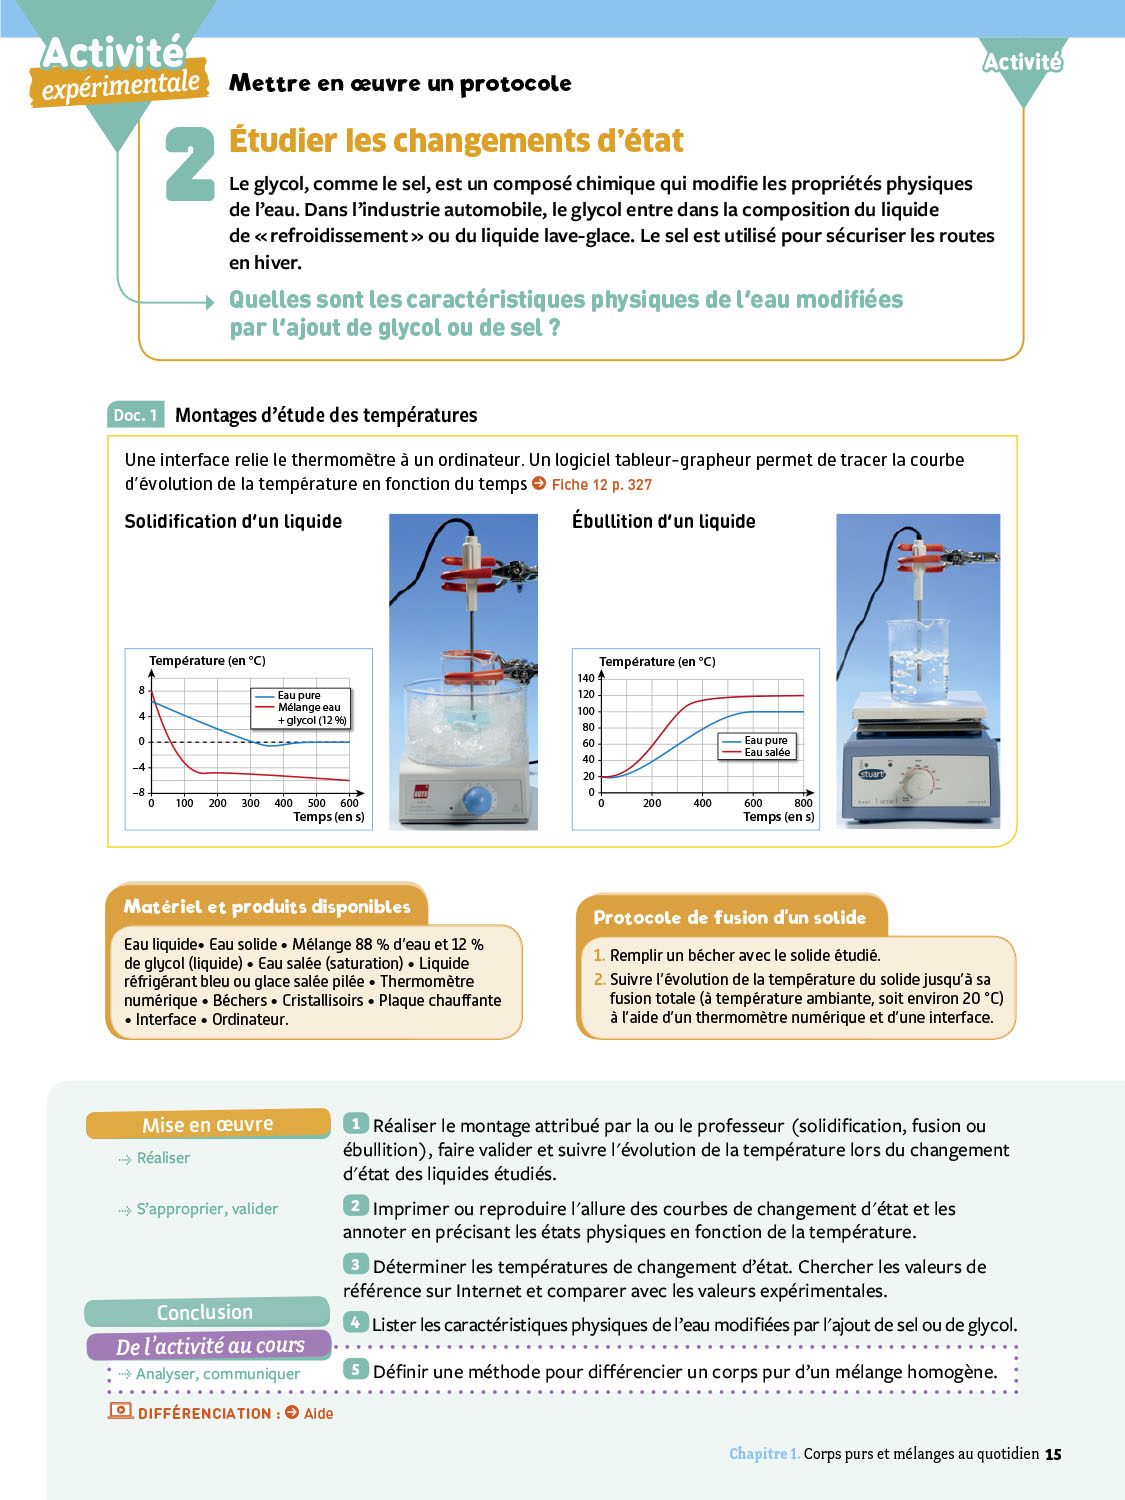 Activité
expérimentale
Mettre en œuvre un protocole
Activité
2
Étudier les changements d'état
Le glycol, comme le sel, est un composé chimique qui modifie les propriétés physiques
de l'eau. Dans l'industrie automobile, le glycol entre dans la composition du liquide
de « refroidissement » ou du liquide lave-glace. Le sel est utilisé pour sécuriser les routes
en hiver.
Quelles sont les caractéristiques physiques de l'eau modifiées
par l'ajout de glycol ou de sel ?
Doc. 1 Montages d'étude des températures
Une interface relie le thermomètre à un ordinateur. Un logiciel tableur-grapheur permet de tracer la courbe
d'évolution de la température en fonction du temps Fiche 12 p. 327
Solidification d'un liquide
Température (en °C)
8
4
0
–4
–8
0 100 200 300 400 500 600
Temps (en s)
Eau pure
Mélange eau
+ glycol (12 %)
Ébullition d'un liquide
Température (en °C)
140
120
100
80
60
40
20
0
0 200 400 600 800
Temps (en s)
Eau pure
Eau salée
stuart
Matériel et produits disponibles
Eau liquide • Eau solide • Mélange 88 % d'eau et 12 %
de glycol (liquide) • Eau salée (saturation) • Liquide
réfrigérant bleu ou glace salée pilée • Thermomètre
numérique • Béchers • Cristallisoirs • Plaque chauffante
• Interface • Ordinateur.
Protocole de fusion d'un solide
1. Remplir un bécher avec le solide étudié.
2. Suivre l'évolution de la température du solide jusqu'à sa
fusion totale (à température ambiante, soit environ 20 °C)
à l'aide d'un thermomètre numérique et d'une interface.
Mise en œuvre
Réaliser
1 Réaliser le montage attribué par la ou le professeur (solidification, fusion ou
ébullition), faire valider et suivre l'évolution de la température lors du changement
d'état des liquides étudiés.
S'approprier, valider
2 Imprimer ou reproduire l'allure des courbes de changement d'état et les
annoter en précisant les états physiques en fonction de la température.
3 Déterminer les températures de changement d'état. Chercher les valeurs de
référence sur Internet et comparer avec les valeurs expérimentales.
Conclusion
4 Lister les caractéristiques physiques de l'eau modifiées par l'ajout de sel ou de glycol.
De l'activité au cours
Analyser, communiquer
5 Définir une méthode pour différencier un corps pur d'un mélange homogène.
DIFFÉRENCIATION : Aide
Chapitre 1. Corps purs et mélanges au quotidien 15